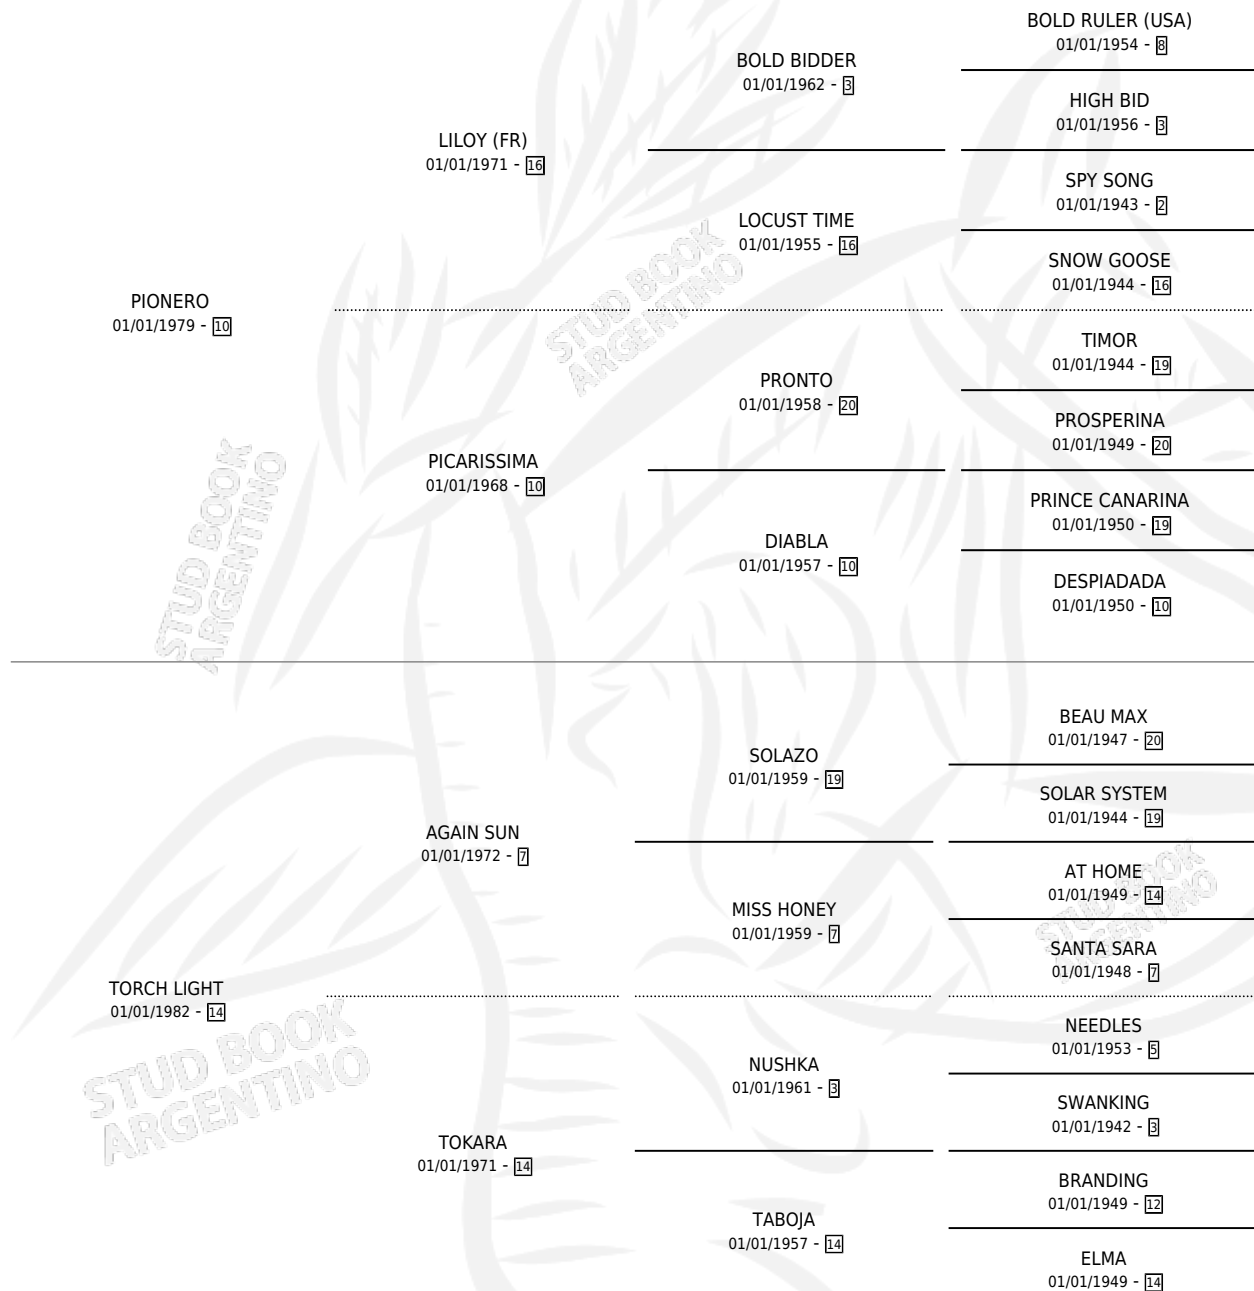 BOLD RULER (USA)
01/01/1954 - 8
BOLD BIDDER
01/01/1962 - 3
HIGH BID
01/01/1956 - 3
LILOY (FR)
01/01/1971 - 16
SPY SONG
01/01/1943 - 2
LOCUST TIME
01/01/1955 - 16
SNOW GOOSE
01/01/1944 - 16
PIONERO
01/01/1979 - 10
TIMOR
01/01/1944 - 19
PRONTO
01/01/1958 - 20
PROSPERINA
01/01/1949 - 20
PICARISSIMA
01/01/1968 - 10
PRINCE CANARINA
01/01/1950 - 19
DIABLA
01/01/1957 - 10
DESPIADADA
01/01/1950 - 10
BEAU MAX
01/01/1947 - 20
SOLAZO
01/01/1959 - 19
SOLAR SYSTEM
01/01/1944 - 19
AGAIN SUN
01/01/1972 - 7
AT HOME
01/01/1949 - 14
MISS HONEY
01/01/1959 - 7
SANTA SARA
01/01/1948 - 7
TORCH LIGHT
01/01/1982 - 14
NEEDLES
01/01/1953 - 5
NUSHKA
01/01/1961 - 3
SWANKING
01/01/1942 - 3
TOKARA
01/01/1971 - 14
BRANDING
01/01/1949 - 12
TABOJA
01/01/1957 - 14
ELMA
01/01/1949 - 14
STUD BOOK
ARGENTINO
STUD BOOK
ARGENTINO
STUD BOOK
ARGENTINO
STUD BOOK
ARGENTINO